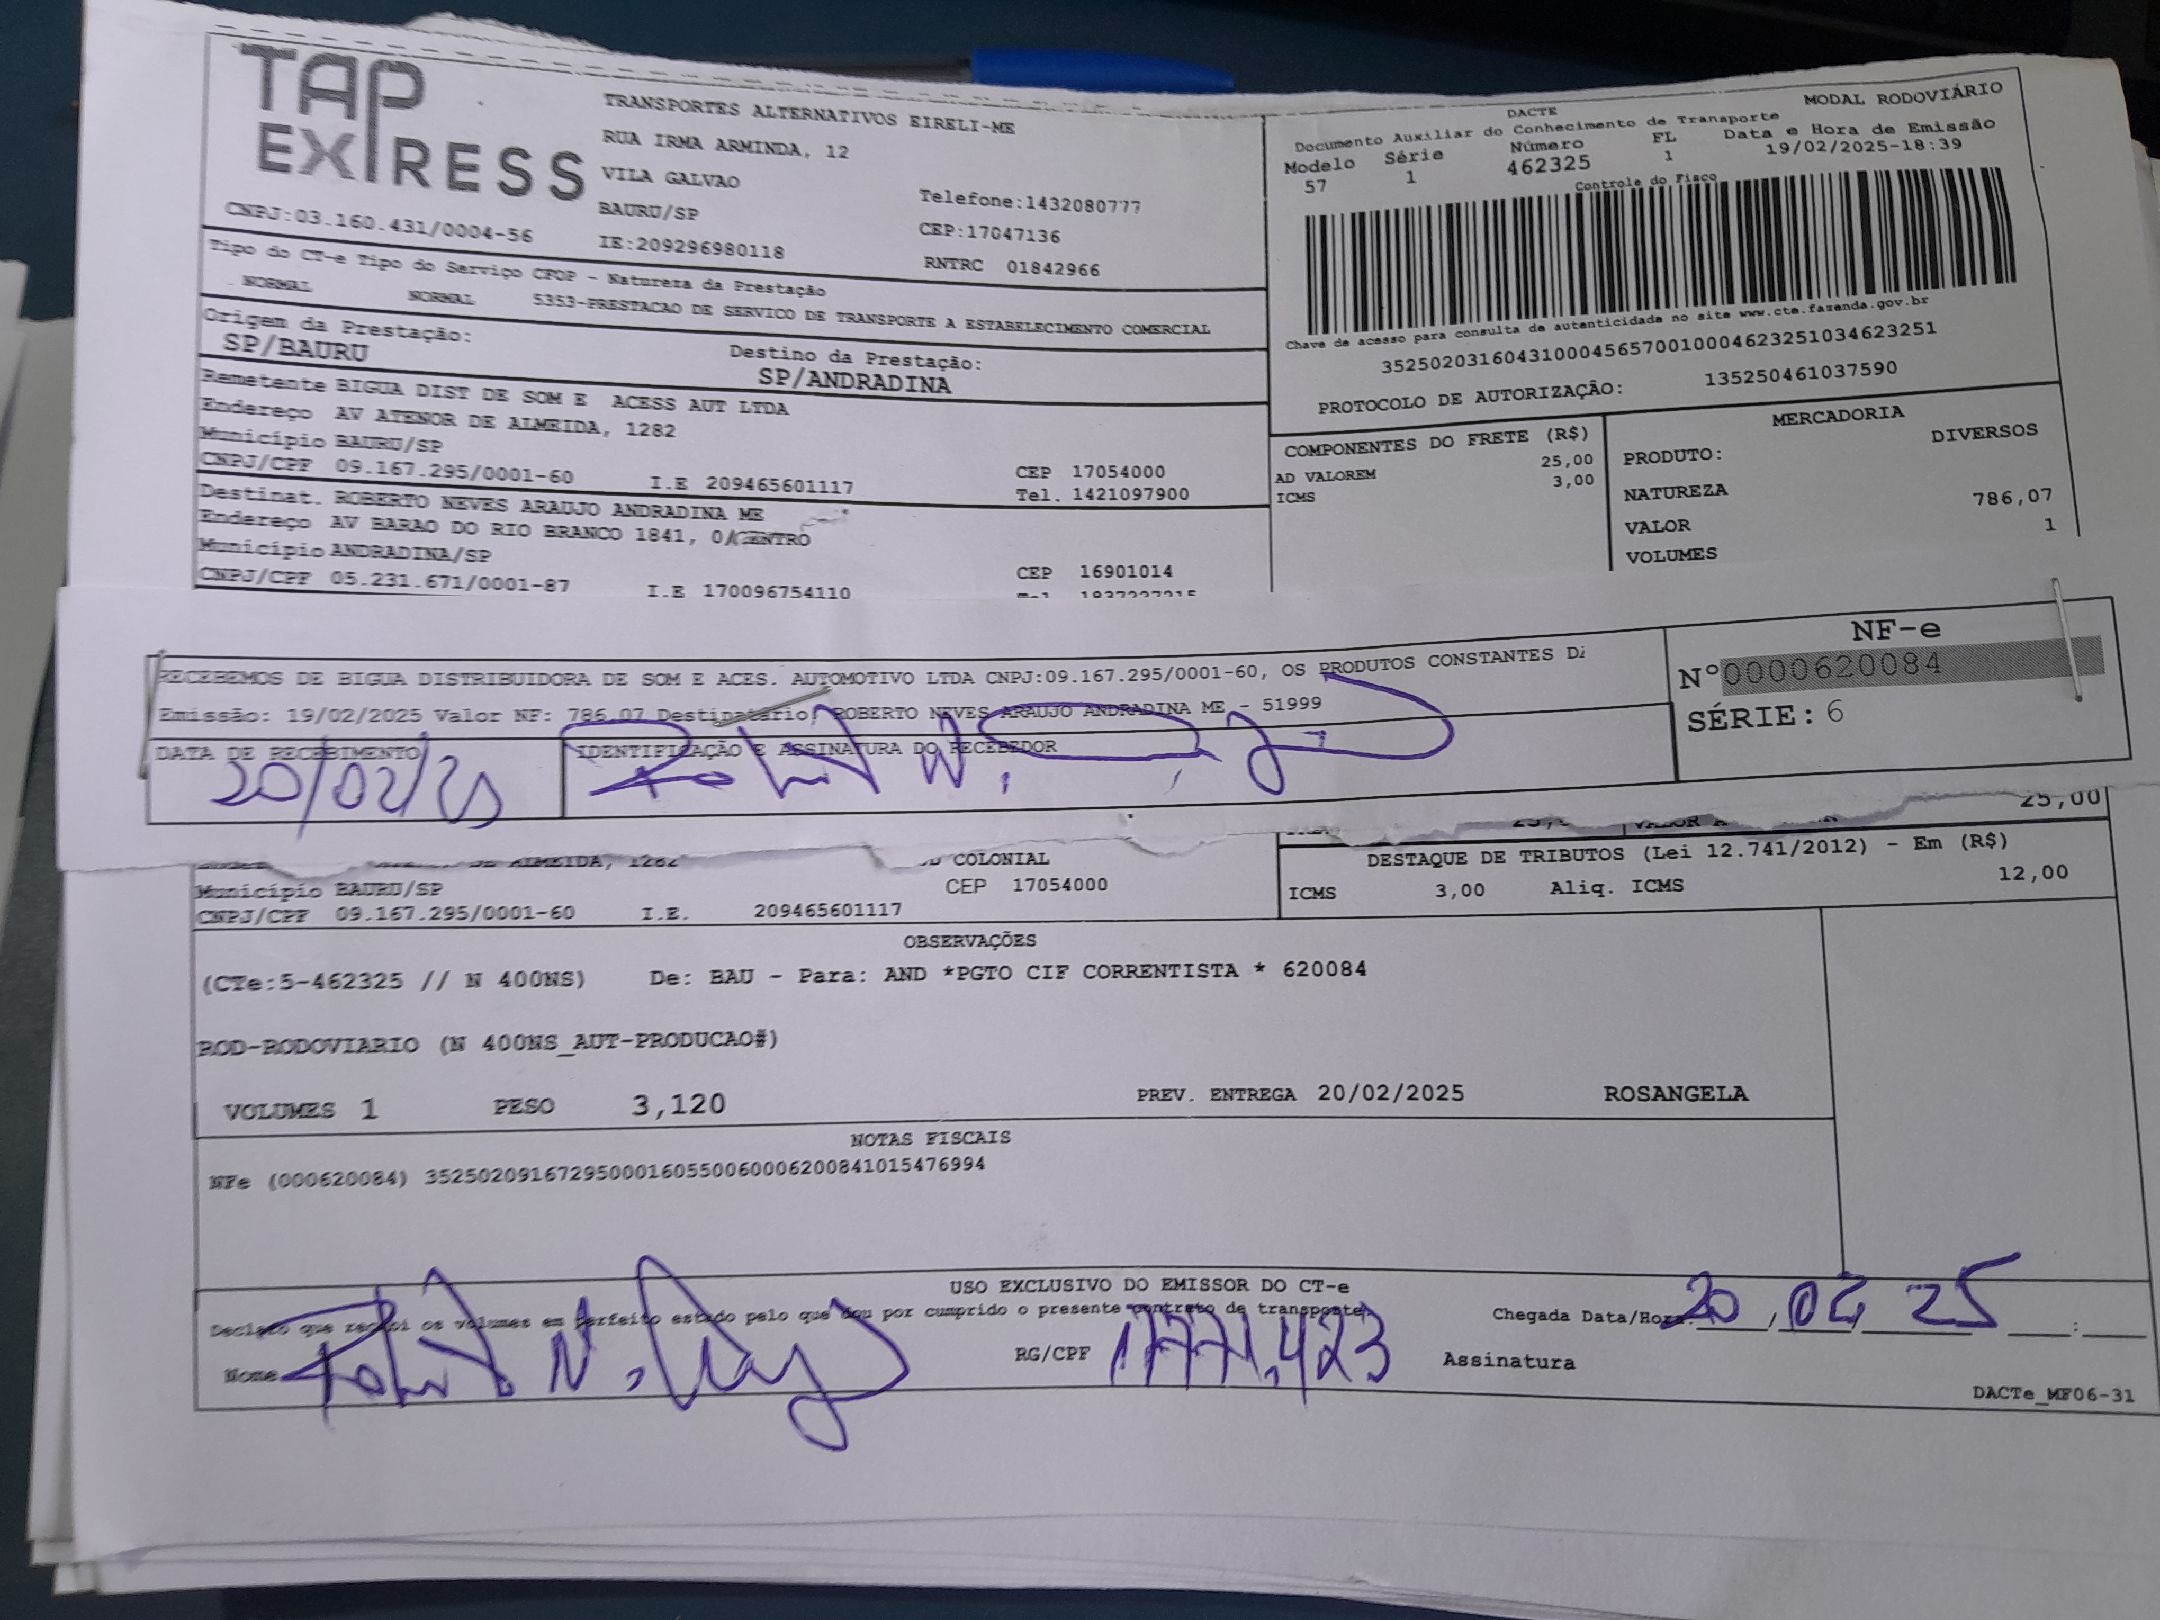 TAP EXPRESS
TRANSPORTES ALTERNATIVOS EIRELI-ME
RUA IRMA ARMINDA, 12
VILA GALVAO
BAURU/SP
IE:209296980118
Telefone:1432080777
CEP:17047136
RNTRC 01842966
CNPJ:03.160.431/0004-56
DACTE
MODAL RODOVIÁRIO
Documento Auxiliar do Conhecimento de Transporte
Modelo Série Número FL Data e Hora de Emissão
57 1 462325 1 19/02/2025-18:39
Controle do Fisco
Chave de acesso para consulta de autenticidade no site www.cte.fazenda.gov.br
35250203160431000456570010004623251034623251
PROTOCOLO DE AUTORIZAÇÃO: 135250461037590
Tipo do CT-e Tipo do Serviço CFOP - Natureza da Prestação
NORMAL NORMAL 5353-PRESTACAO DE SERVICO DE TRANSPORTE A ESTABELECIMENTO COMERCIAL
Origem da Prestação: Destino da Prestação:
SP/BAURU SP/ANDRADINA
Remetente BIGUA DIST DE SOM E ACESS AUT LTDA
Endereço AV ATENOR DE ALMEIDA, 1282
Município BAURU/SP CEP 17054000
CNPJ/CPF 09.167.295/0001-60 I.E 209465601117 Tel. 1421097900
Destinat. ROBERTO NEVES ARAUJO ANDRADINA ME
Endereço AV BARAO DO RIO BRANCO 1841, 0/CENTRO
Município ANDRADINA/SP CEP 16901014
CNPJ/CPF 05.231.671/0001-87 I.E 170096754110
COMPONENTES DO FRETE (R$)
AD VALOREM 25,00
ICMS 3,00
MERCADORIA
PRODUTO: DIVERSOS
NATUREZA
VALOR 786,07
VOLUMES 1
RECEBEMOS DE BIGUA DISTRIBUIDORA DE SOM E ACES. AUTOMOTIVO LTDA CNPJ:09.167.295/0001-60, OS PRODUTOS CONSTANTES DA
Emissão: 19/02/2025 Valor NF: 786,07 Destinatário: ROBERTO NEVES ARAUJO ANDRADINA ME - 51999
DATA DE RECEBIMENTO IDENTIFICAÇÃO E ASSINATURA DO RECEBEDOR
20/02/25
NF-e
Nº0000620084
SÉRIE: 6
25,00
ALMEIDA, 1282 COLONIAL
Município BAURU/SP CEP 17054000
CNPJ/CPF 09.167.295/0001-60 I.E. 209465601117
DESTAQUE DE TRIBUTOS (Lei 12.741/2012) - Em (R$)
ICMS 3,00 Aliq. ICMS 12,00
OBSERVAÇÕES
(CTe:5-462325 // N 400NS) De: BAU - Para: AND *PGTO CIF CORRENTISTA * 620084
ROD-RODOVIARIO (N 400NS_AUT-PRODUCAO#)
VOLUMES 1 PESO 3,120 PREV. ENTREGA 20/02/2025 ROSANGELA
NOTAS FISCAIS
NFe (000620084) 35250209167295000160550060006200841015476994
USO EXCLUSIVO DO EMISSOR DO CT-e
Declaro que recebi os volumes em perfeito estado pelo que dou por cumprido o presente contrato de transporte
Chegada Data/Hora: 20/02/25
Nome RG/CPF 1771.423 Assinatura
DACTe_MF06-31